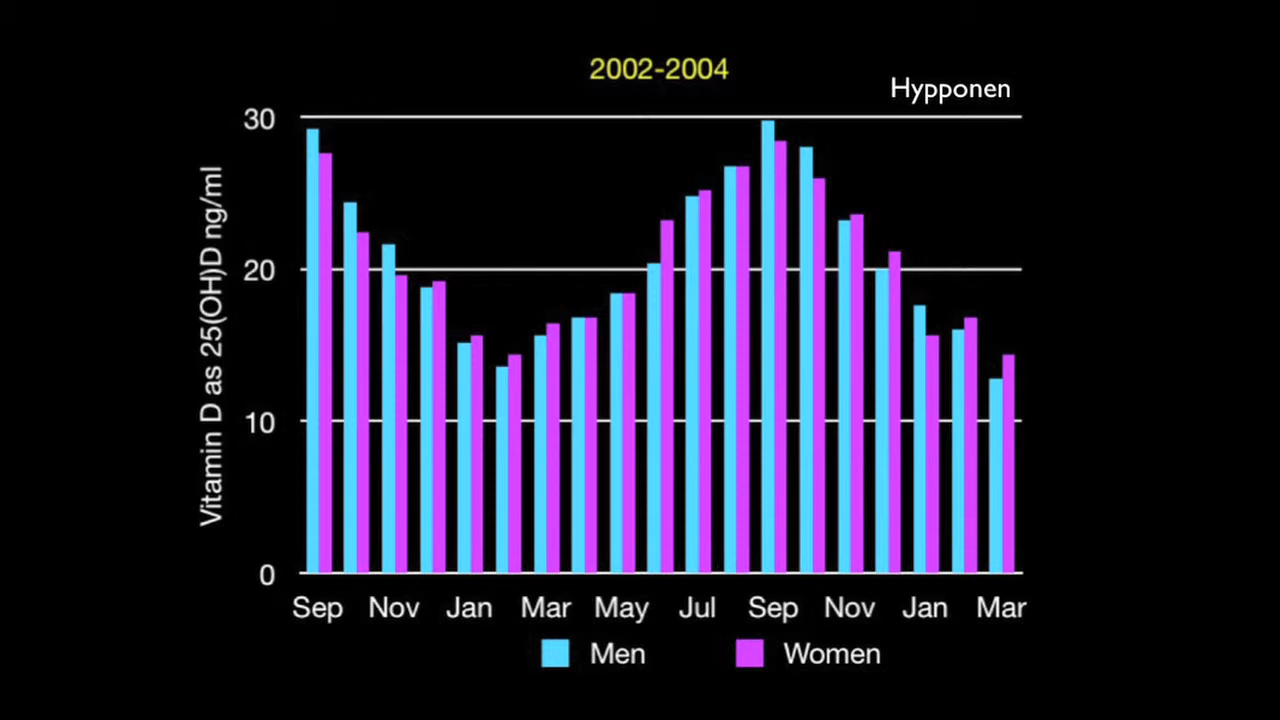 2002-2004
Hypponen
Vitamin D as 25(OH)D ng/ml
30
20
10
0
Sep Nov Jan Mar May Jul Sep Nov Jan Mar
Men Women